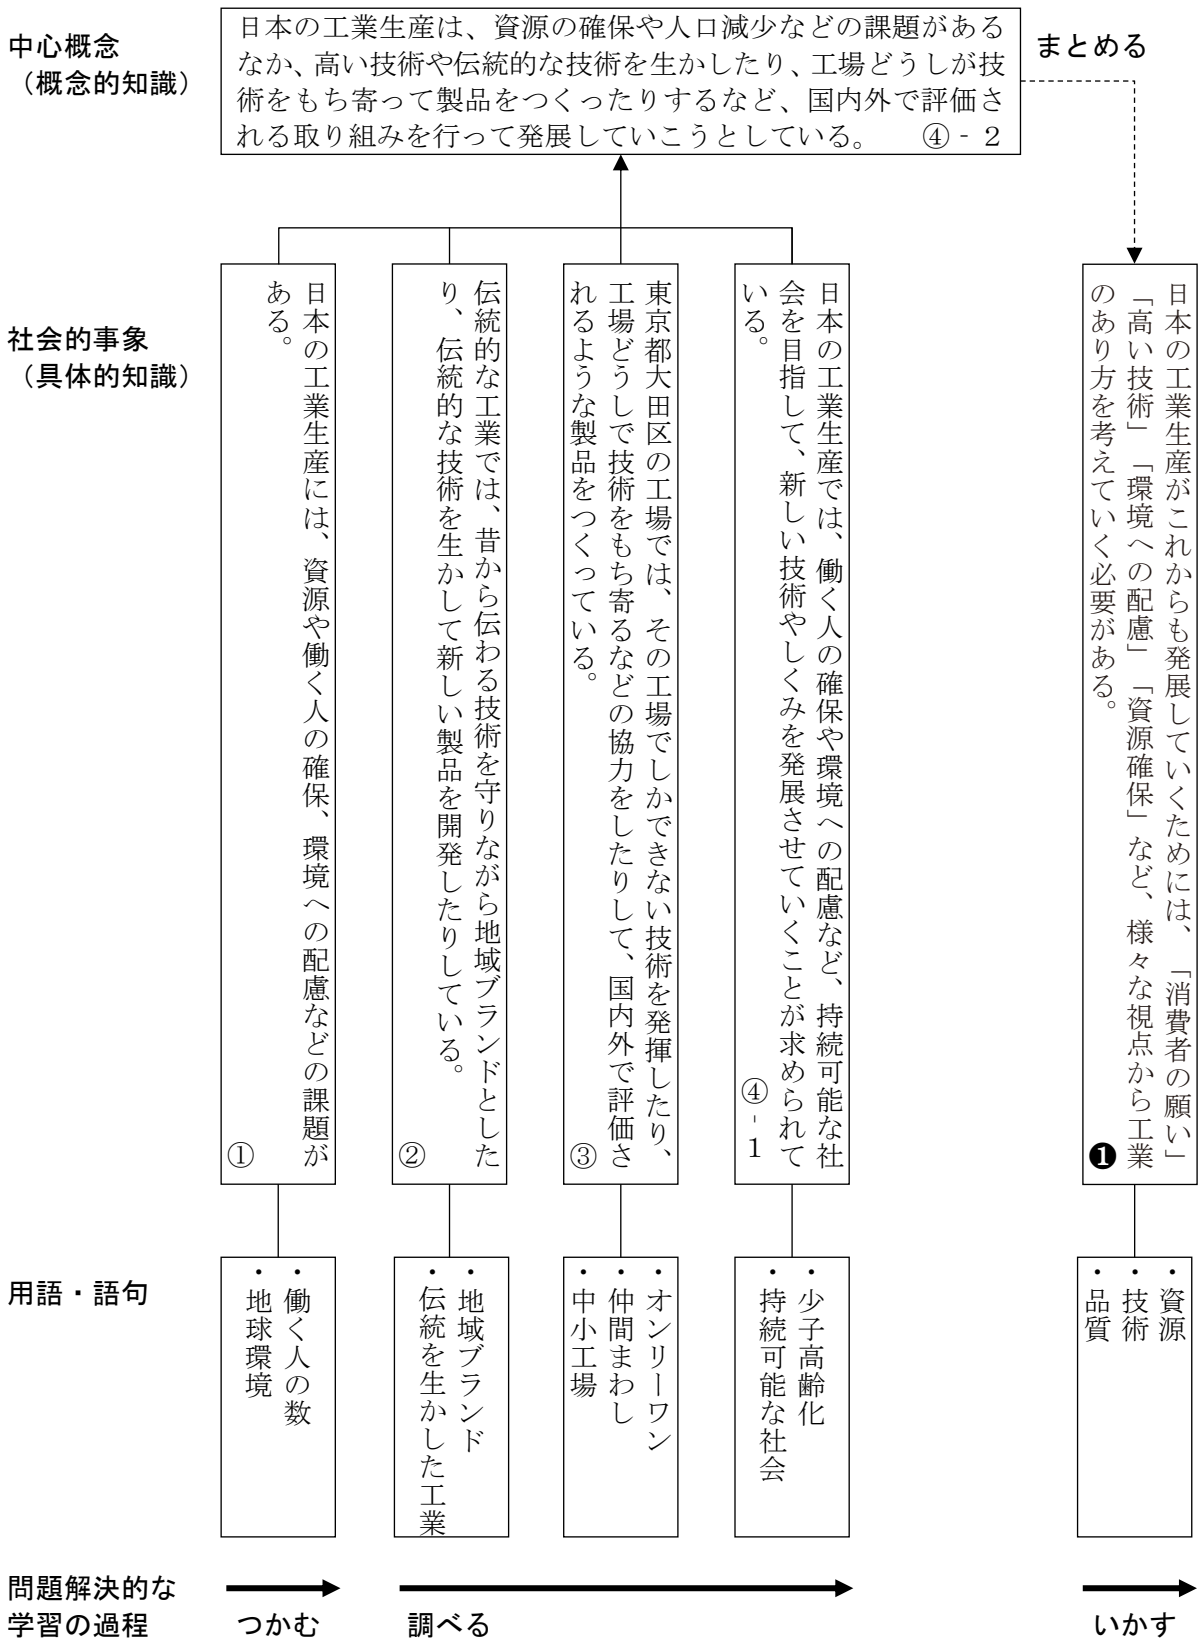 中心概念
（概念的知識）
日本の工業生産は、資源の確保や人口減少などの課題がある
なか、高い技術や伝統的な技術を生かしたり、工場どうしが技
術をもち寄って製品をつくったりするなど、国内外で評価さ
れる取り組みを行って発展していこうとしている。　④‐２
まとめる
社会的事象
（具体的知識）
日本の工業生産には、資源や働く人の確保、環境への配慮などの課題が
ある。
①
伝統的な工業では、昔から伝わる技術を守りながら地域ブランドとした
り、伝統的な技術を生かして新しい製品を開発したりしている。
②
東京都大田区の工場では、その工場でしかできない技術を発揮したり、
工場どうしで技術をもち寄るなどの協力をしたりして、国内外で評価さ
れるような製品をつくっている。
③
日本の工業生産では、働く人の確保や環境への配慮など、持続可能な社
会を目指して、新しい技術やしくみを発展させていくことが求められて
いる。
④‐１
日本の工業生産がこれからも発展していくためには、「消費者の願い」
「高い技術」「環境への配慮」「資源確保」など、様々な視点から工業
のあり方を考えていく必要がある。
❶
用語・語句
・働く人の数
・地球環境
・地域ブランド
・伝統を生かした工業
・オンリーワン
・仲間まわし
・中小工場
・少子高齢化
・持続可能な社会
・資源
・技術
・品質
問題解決的な
学習の過程
つかむ
調べる
いかす